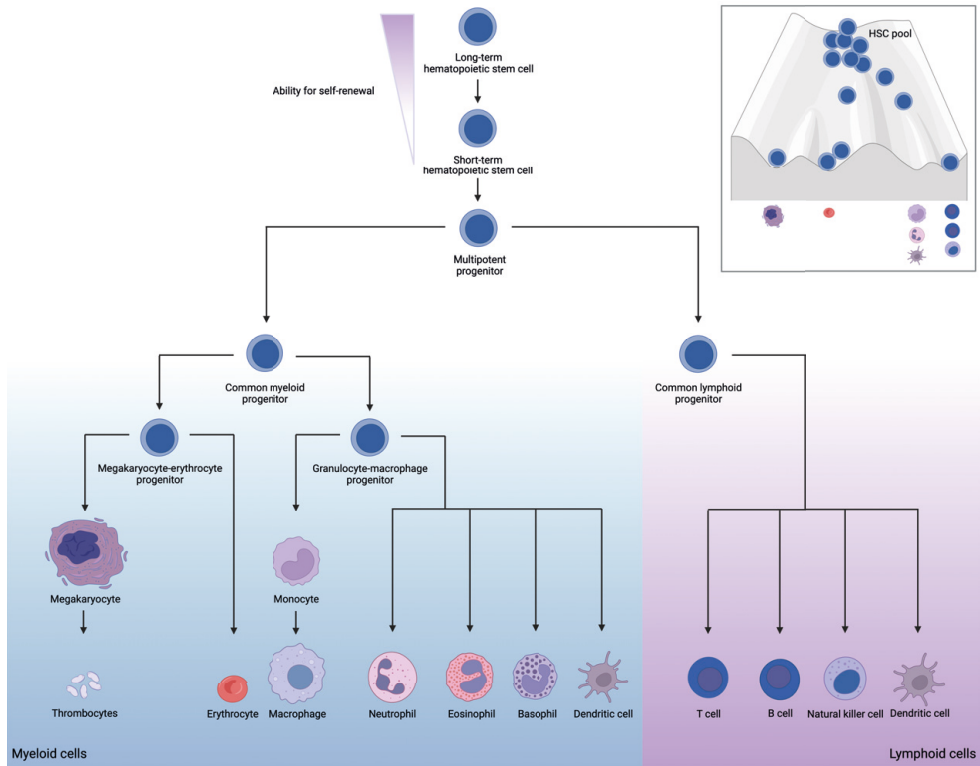 Long-term
hematopoietic stem cell
HSC pool
Ability for self-renewal
Short-term
hematopoietic stem cell
Multipotent
progenitor
Common myeloid
progenitor
Common lymphoid
progenitor
Megakaryocyte-erythrocyte
progenitor
Granulocyte-macrophage
progenitor
Megakaryocyte
Monocyte
Thrombocytes
Erythrocyte
Macrophage
Neutrophil
Eosinophil
Basophil
Dendritic cell
T cell
B cell
Natural killer cell
Dendritic cell
Myeloid cells
Lymphoid cells